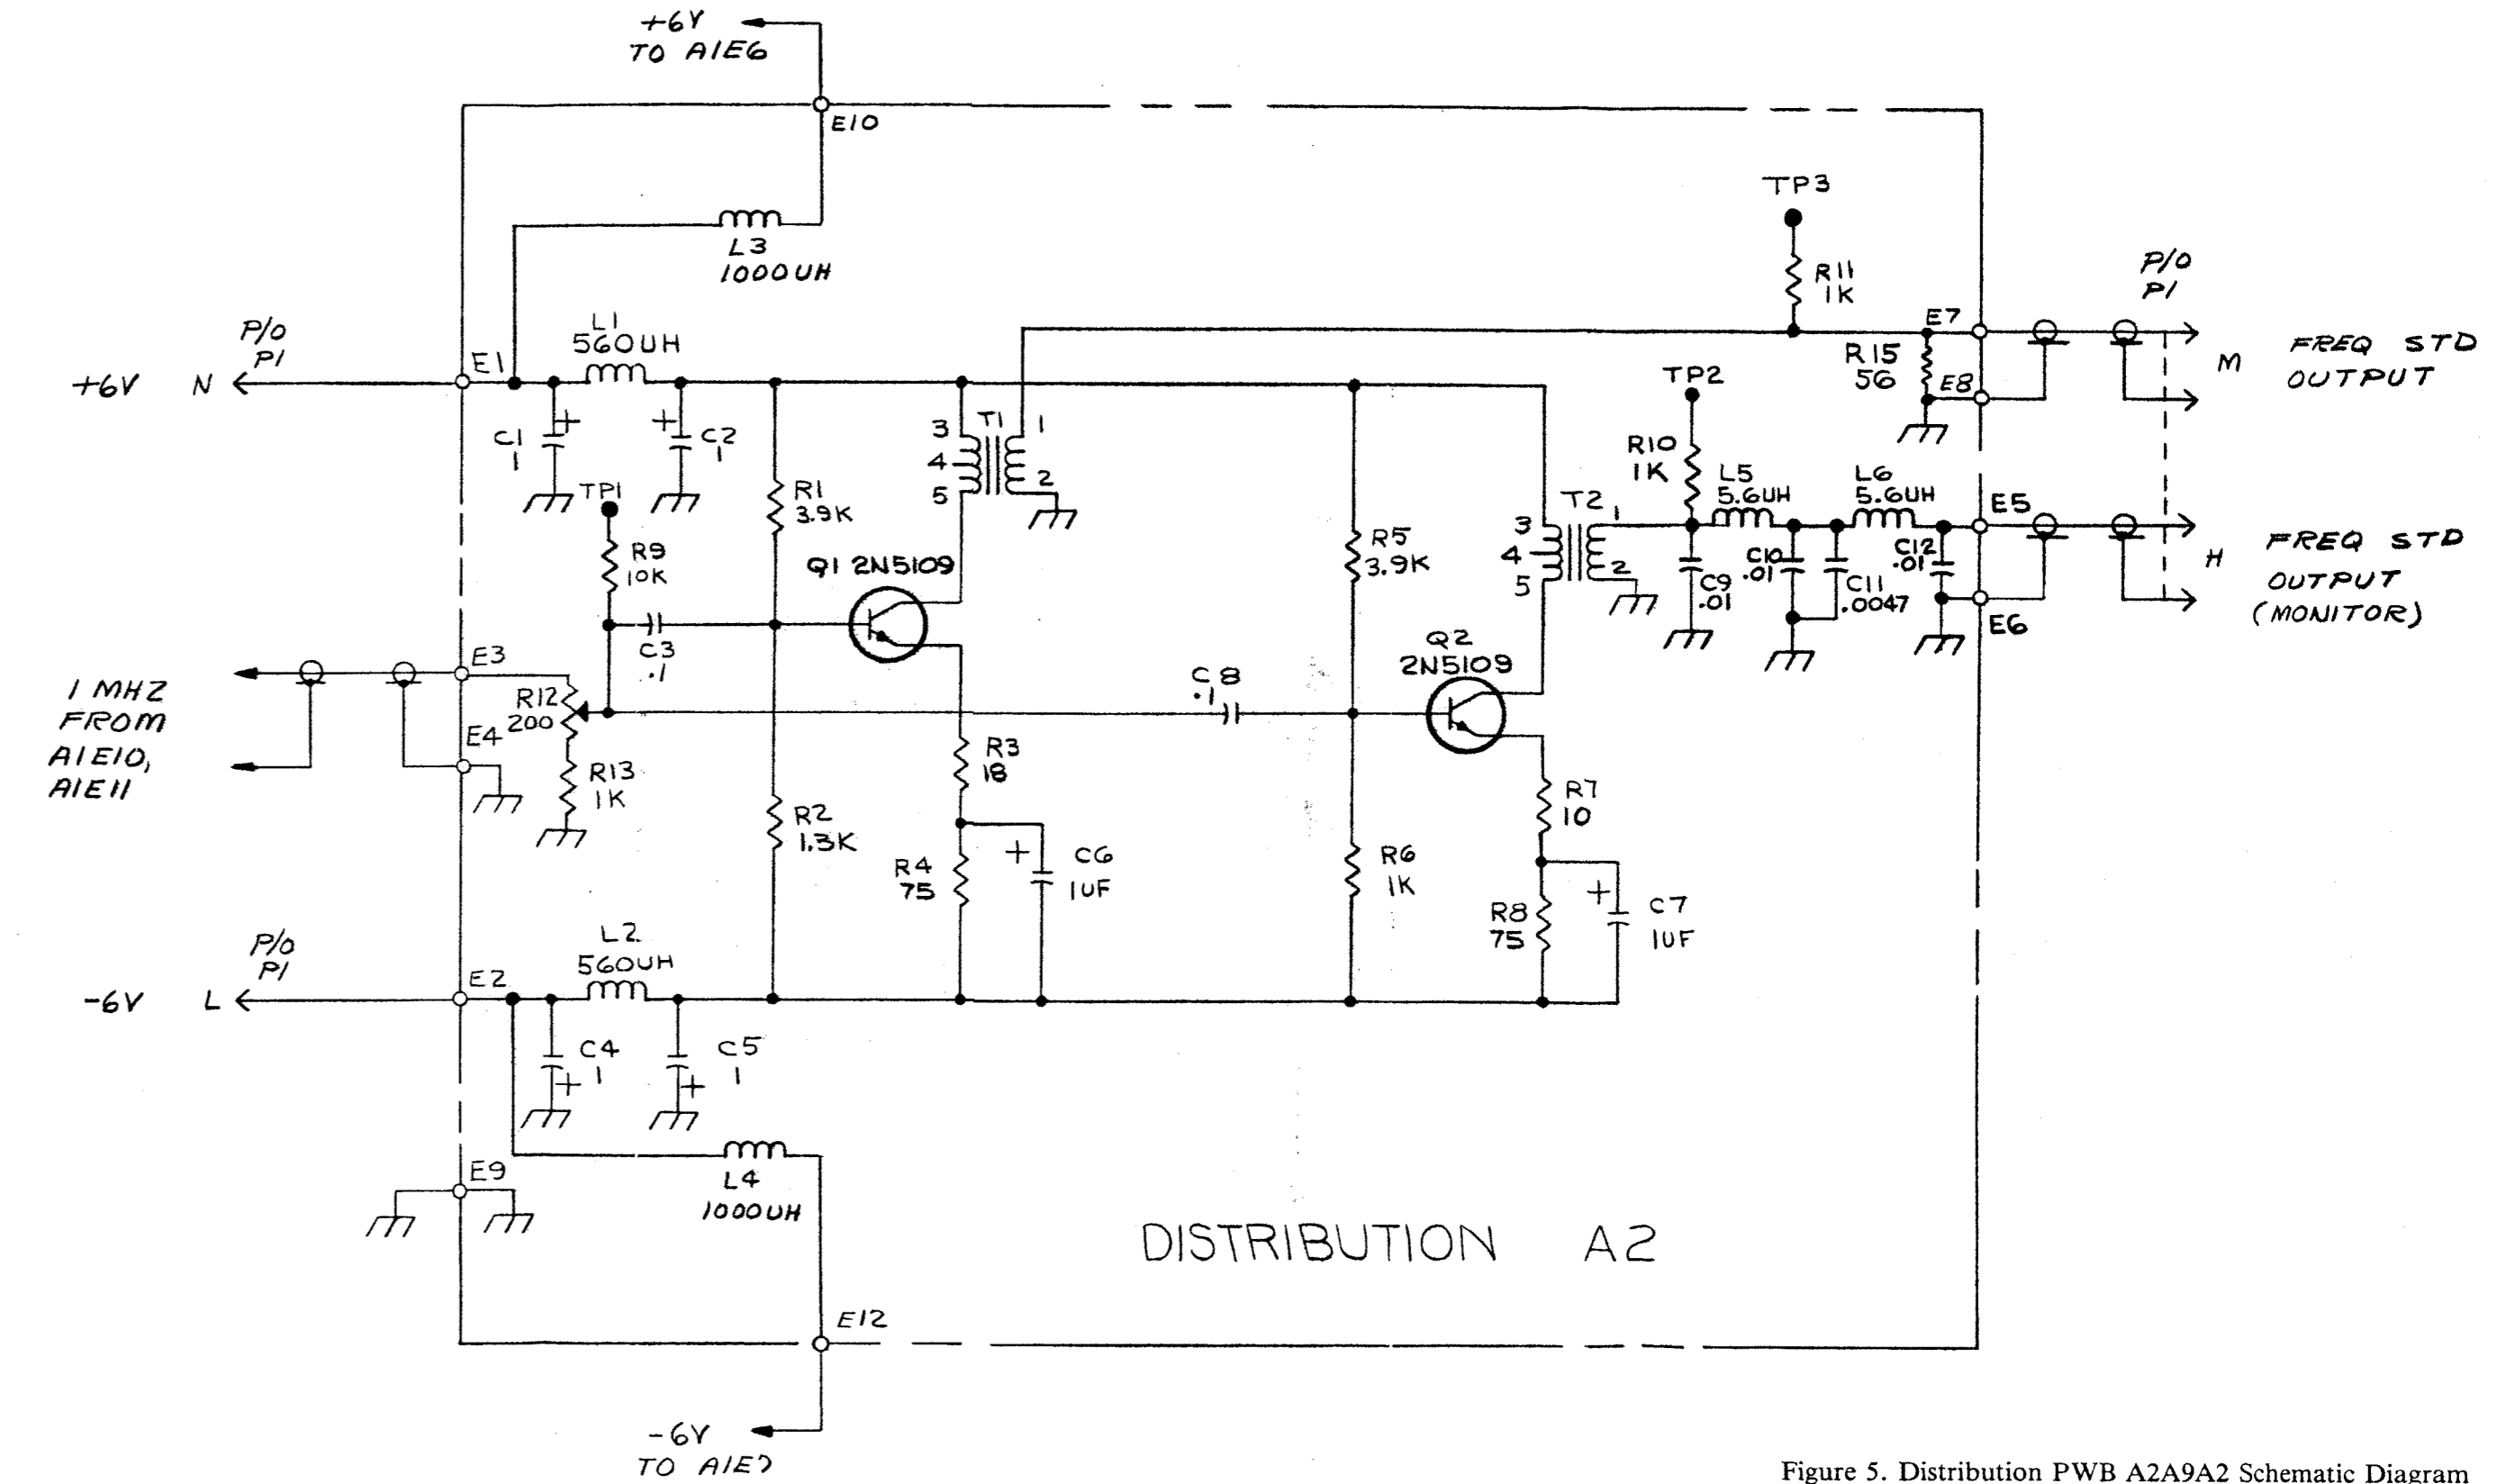 +6V
TO A1E6
E10
TP3
L3
1000UH
R11
1K
P/O
P1
P/O
P1
L1
560UH
E1
E7
+6V N
R15
56
E8
M
FREQ STD
OUTPUT
TP2
C1
1
+
+
C2
1
3
4
5
T1
1
2
R10
1K
L5
5.6UH
L6
5.6UH
TP1
R1
3.9K
T2
1
E5
3
4
5
2
R9
10K
Q1 2N5109
R5
3.9K
C9
.01
C10
.01
C11
.0047
C12
.01
H
FREQ STD
OUTPUT
(MONITOR)
E6
C3
.1
E3
Q2
2N5109
C8
.1
1 MHZ
FROM
A1E10,
A1E11
R12
200
E4
R3
18
R13
1K
R7
10
R2
1.3K
R4
75
+
C6
1UF
R6
1K
R8
75
+
C7
1UF
P/O
P1
L2
560UH
E2
-6V L
C4
1
+
C5
1
+
E9
L4
1000UH
DISTRIBUTION A2
E12
-6V
TO
Figure 5. Distribution PWB A2A9A2 Schematic Diagram